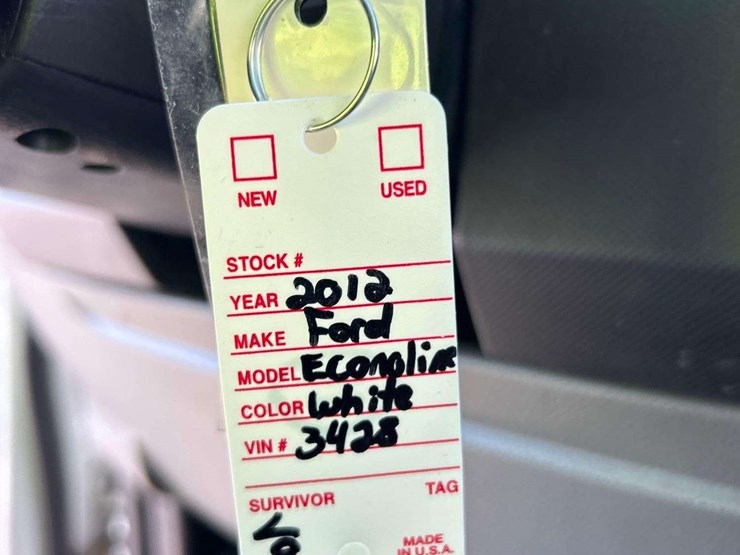 NEW USED
STOCK #
YEAR 2012
MAKE Ford
MODEL Econoline
COLOR White
VIN # 3428
SURVIVOR TAG
MADE
IN U.S.A.